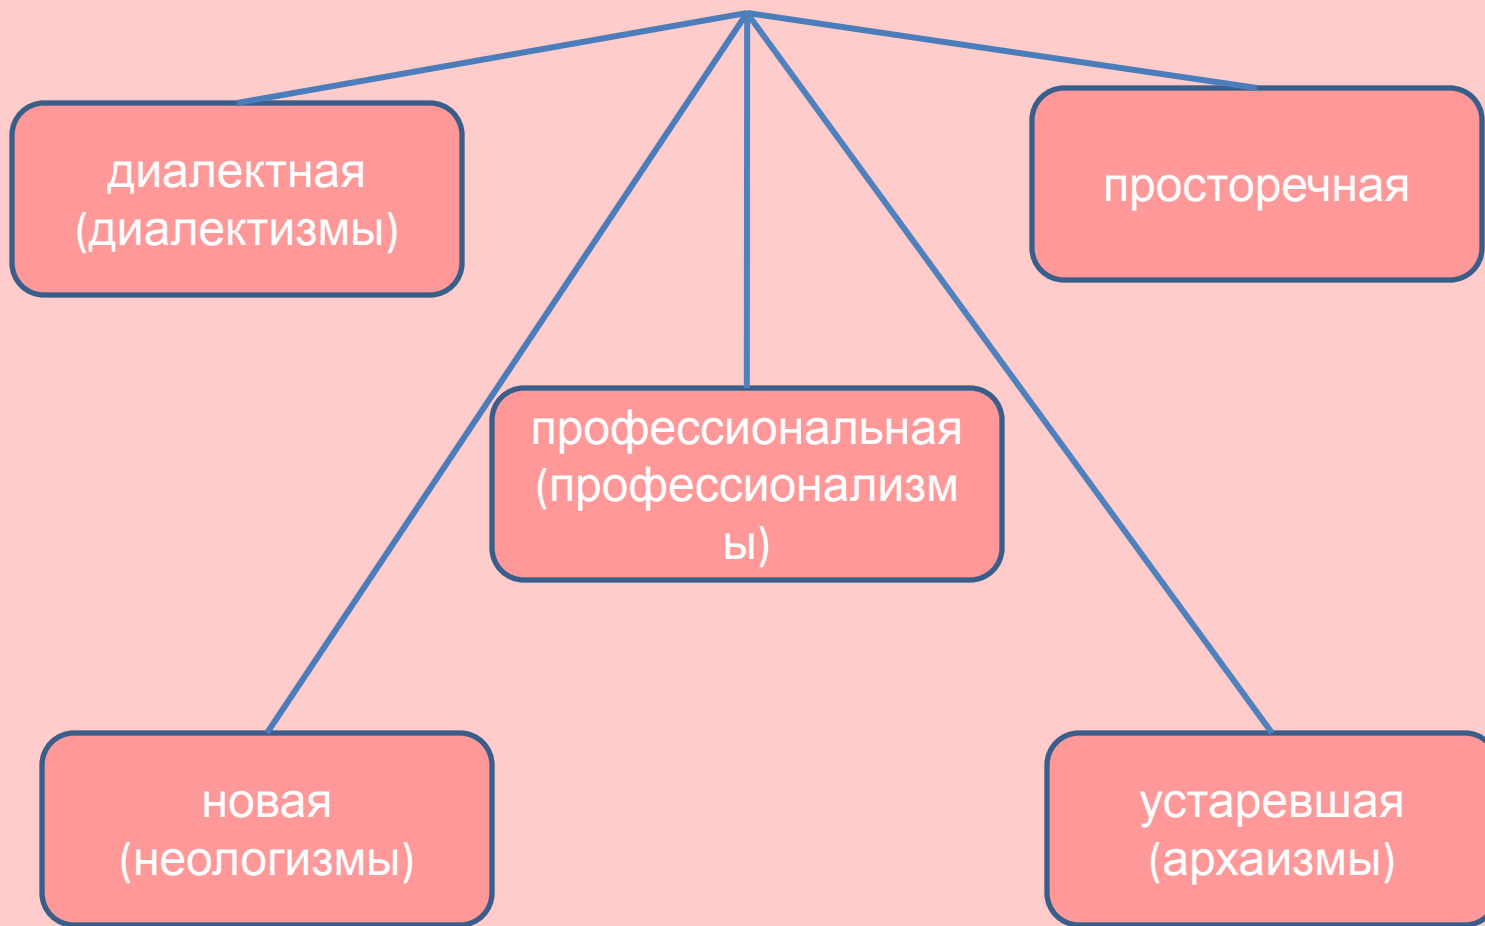 диалектная
(диалектизмы)
просторечная
профессиональная
(профессионализм
ы)
новая
(неологизмы)
устаревшая
(архаизмы)